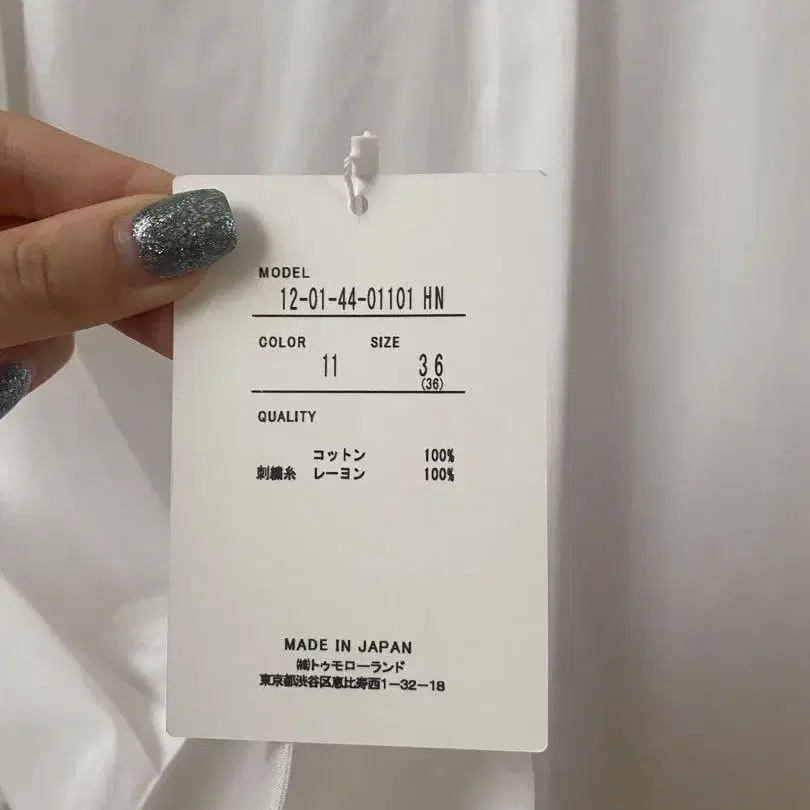 MODEL
12-01-44-01101 HN
COLOR SIZE
11 36
(36)
QUALITY
コットン 100%
刺繍糸 レーヨン 100%
MADE IN JAPAN
㈱トゥモローランド
東京都渋谷区恵比寿西1-32-18